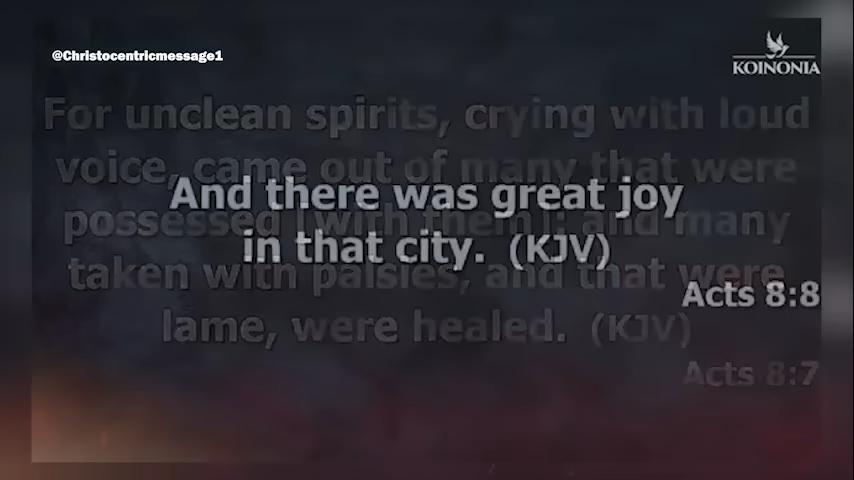 @Christocentricmessage1
KOINONIA
For unclean spirits, crying with loud
voice, came out of many that were
possessed [with them]: and many
taken with palsies, and that were
lame, were healed. (KJV)
Acts 8:7
And there was great joy
in that city. (KJV)
Acts 8:8